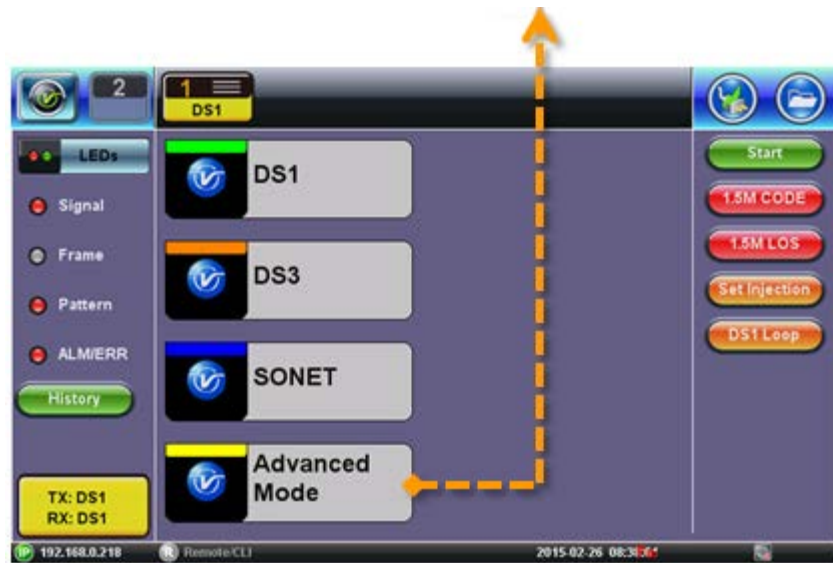 2
1
DS1
LEDs
Signal
Frame
Pattern
ALM/ERR
History
TX: DS1
RX: DS1
DS1
DS3
SONET
Advanced
Mode
Start
1.5M CODE
1.5M LOS
Set Injection
DS1 Loop
IP 192.168.0.218
R Remote/CLI
2015-02-26